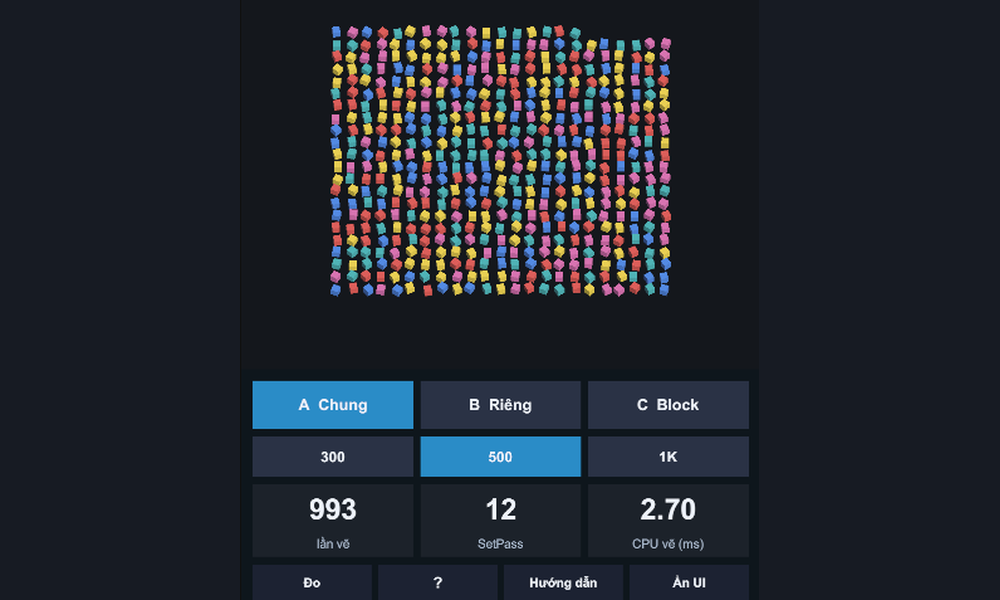 A Chung
B Riêng
C Block
300
500
1K
993
12
2.70
lần vẽ
SetPass
CPU vẽ (ms)
Đo
?
Hướng dẫn
Ẩn UI